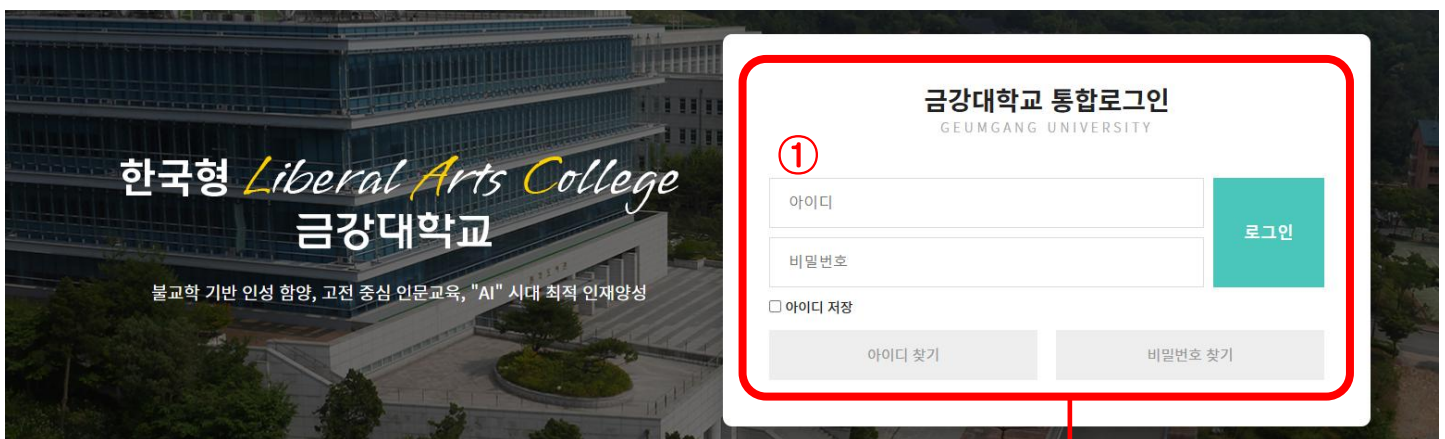 한국형 Liberal Arts College
금강대학교
불교학 기반 인성 함양, 고전 중심 인문교육, "AI" 시대 최적 인재양성
금강대학교 통합로그인
GEUMGANG UNIVERSITY
①
아이디
비밀번호
로그인
아이디 저장
아이디 찾기
비밀번호 찾기